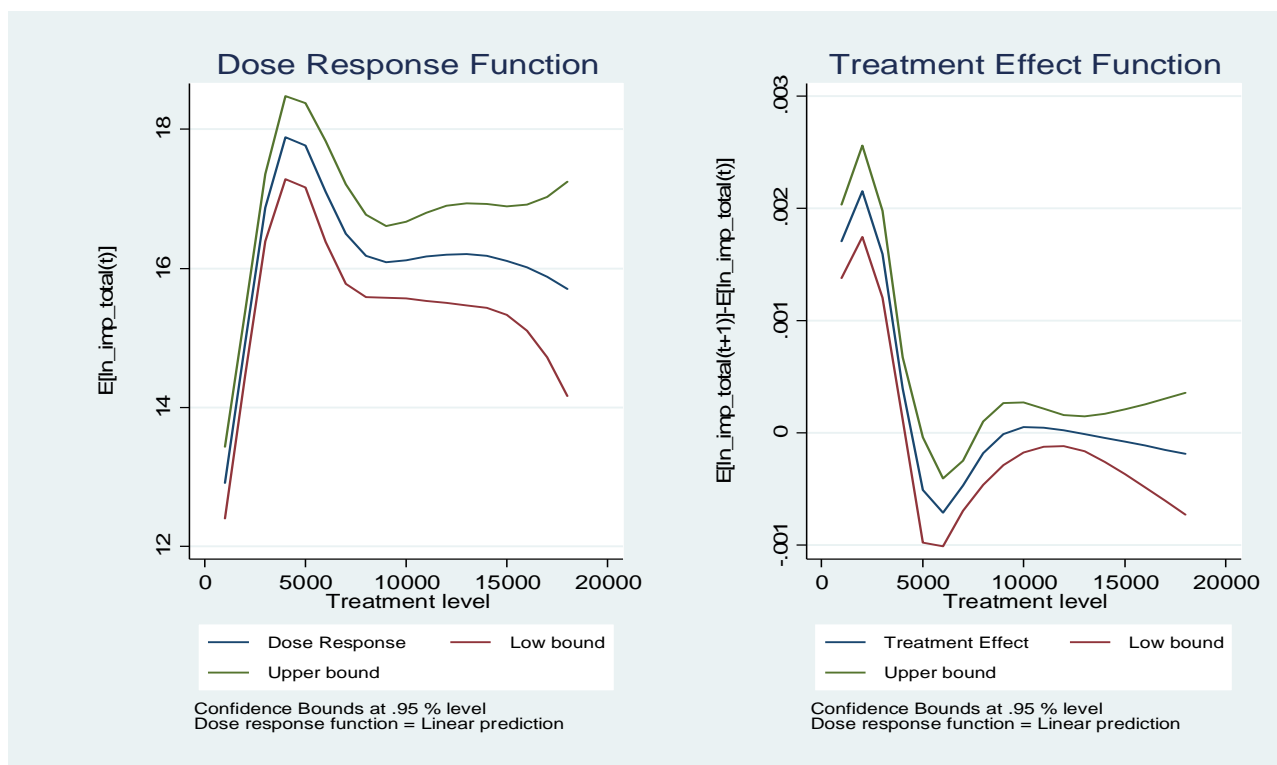 Dose Response Function
18
16
14
12
E[ln_imp_total(t)]
0 5000 10000 15000 20000
Treatment level
Dose Response Low bound
Upper bound
Confidence Bounds at .95 % level
Dose response function = Linear prediction
Treatment Effect Function
.003
.002
.001
0
-.001
E[ln_imp_total(t+1)]-E[ln_imp_total(t)]
0 5000 10000 15000 20000
Treatment level
Treatment Effect Low bound
Upper bound
Confidence Bounds at .95 % level
Dose response function = Linear prediction